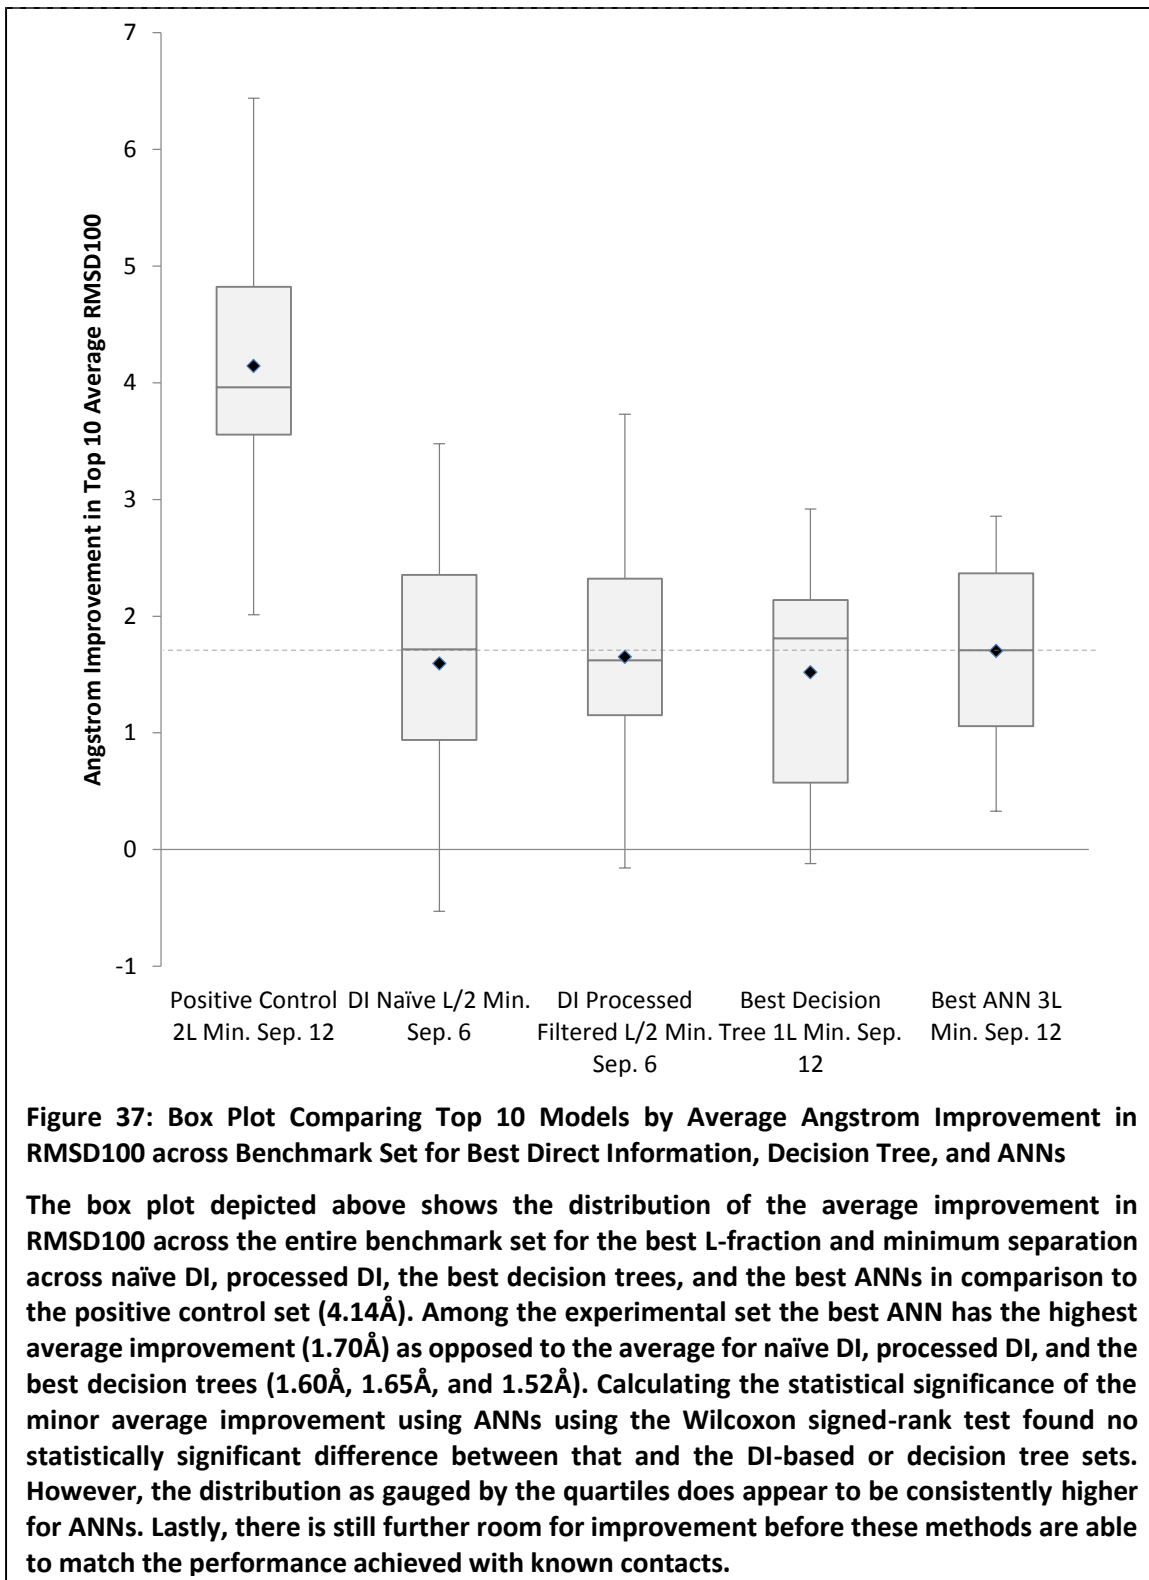 7
6
5
4
3
2
1
0
-1
Angstrom Improvement in Top 10 Average RMSD100
Positive Control 2L Min. Sep. 12
DI Naïve L/2 Min. Sep. 6
DI Processed Filtered L/2 Min. Sep. 6
Best Decision Tree 1L Min. Sep. 12
Best ANN 3L Min. Sep. 12
Figure 37: Box Plot Comparing Top 10 Models by Average Angstrom Improvement in
RMSD100 across Benchmark Set for Best Direct Information, Decision Tree, and ANNs
The box plot depicted above shows the distribution of the average improvement in
RMSD100 across the entire benchmark set for the best L-fraction and minimum separation
across naïve DI, processed DI, the best decision trees, and the best ANNs in comparison to
the positive control set (4.14Å). Among the experimental set the best ANN has the highest
average improvement (1.70Å) as opposed to the average for naïve DI, processed DI, and the
best decision trees (1.60Å, 1.65Å, and 1.52Å). Calculating the statistical significance of the
minor average improvement using ANNs using the Wilcoxon signed-rank test found no
statistically significant difference between that and the DI-based or decision tree sets.
However, the distribution as gauged by the quartiles does appear to be consistently higher
for ANNs. Lastly, there is still further room for improvement before these methods are able
to match the performance achieved with known contacts.